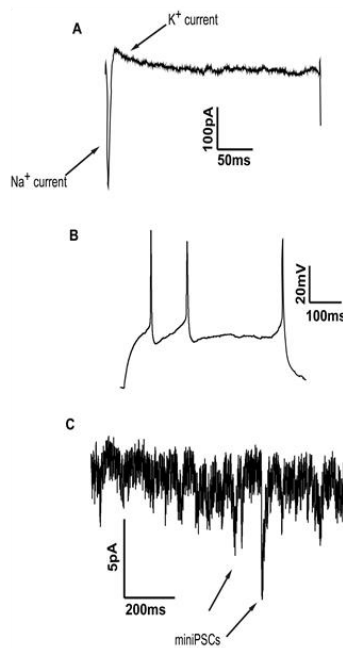 K+ current
A
100pA
50ms
Na+ current
B
20mV
100ms
C
5pA
200ms
miniPSCs